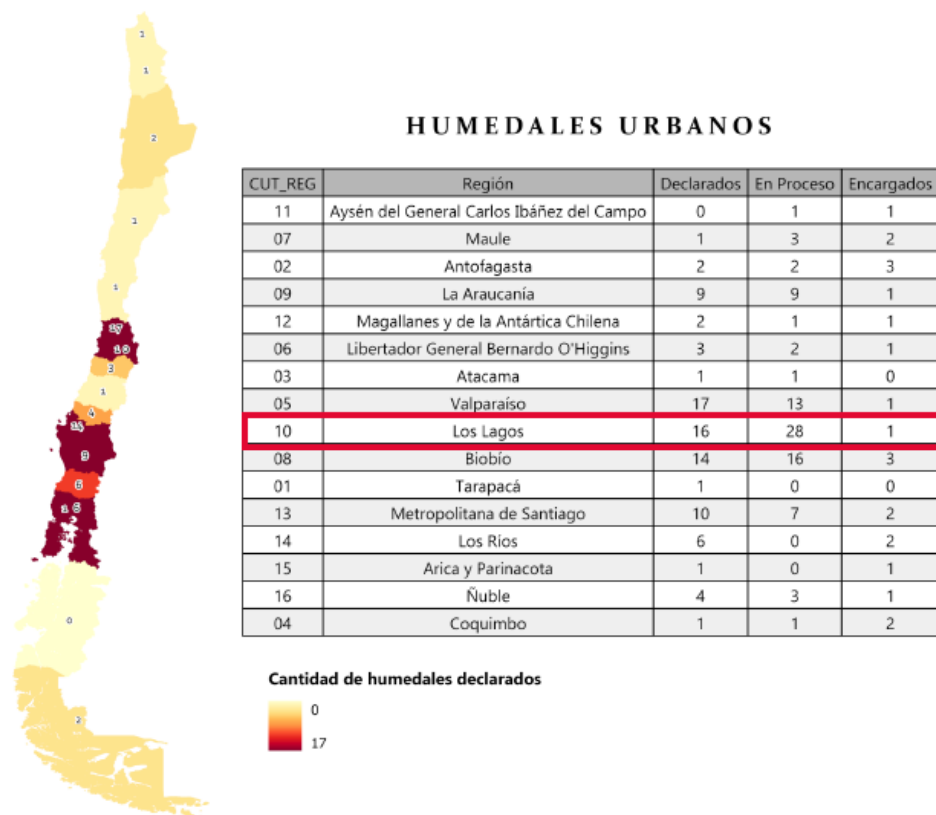 1
1
2
HUMEDALES URBANOS
CUT_REG Región Declarados En Proceso Encargados
11 Aysén del General Carlos Ibáñez del Campo 0 1 1
1
07 Maule 1 3 2
02 Antofagasta 2 2 3
1
09 La Araucanía 9 9 1
12 Magallanes y de la Antártica Chilena 2 1 1
17
10
06 Libertador General Bernardo O'Higgins 3 2 1
3
03 Atacama 1 1 0
1
05 Valparaíso 17 13 1
4
14
10 Los Lagos 16 28 1
9
08 Biobío 14 16 3
6
01 Tarapacá 1 0 0
1 6
13 Metropolitana de Santiago 10 7 2
14 Los Ríos 6 0 2
15 Arica y Parinacota 1 0 1
16 Ñuble 4 3 1
0
04 Coquimbo 1 1 2
Cantidad de humedales declarados
0
17
2